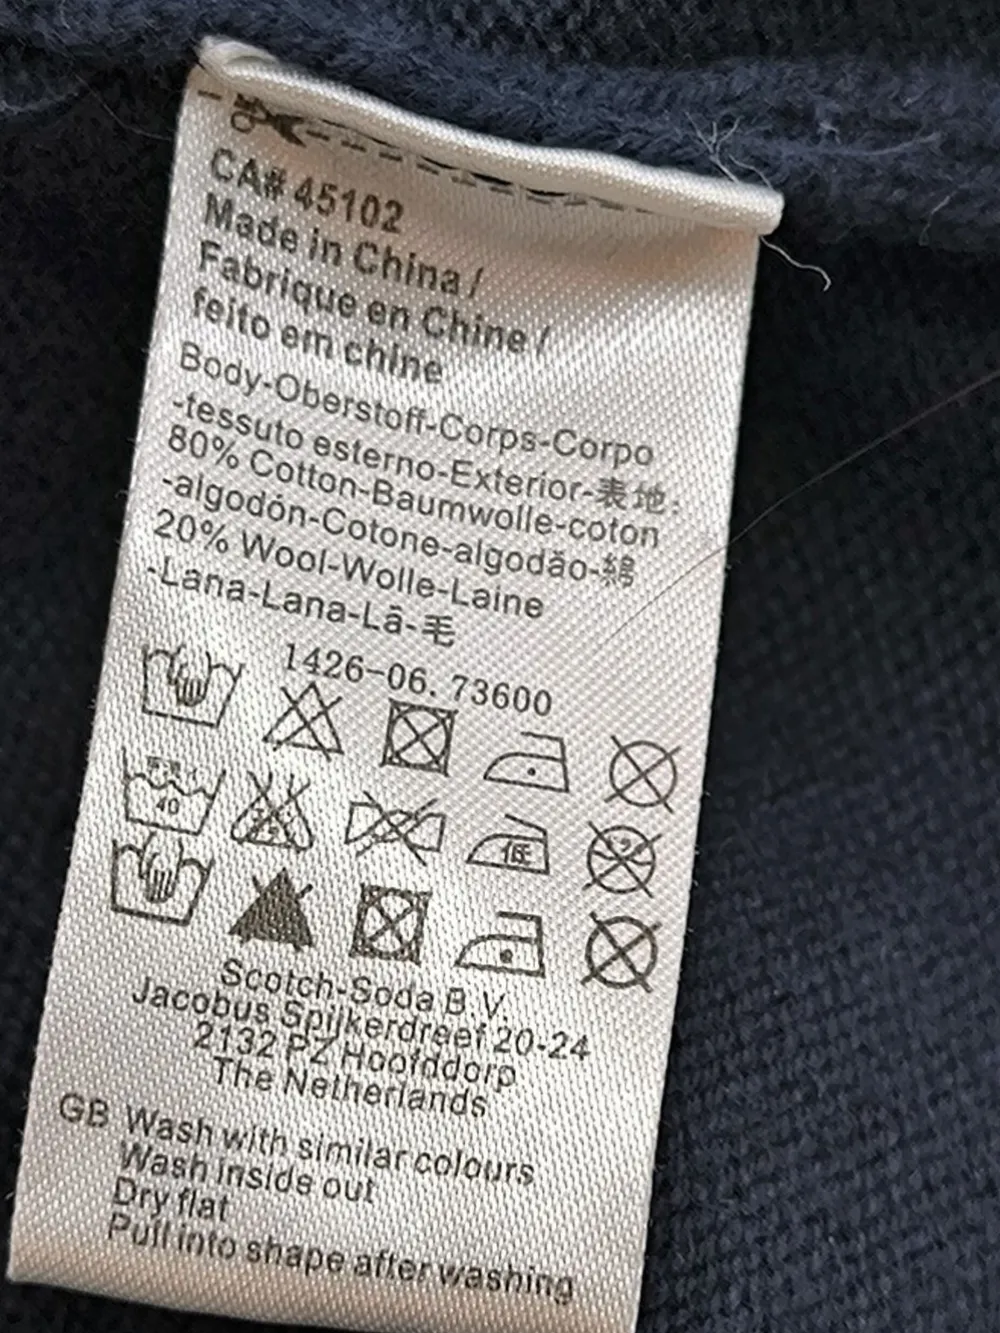 CA# 45102
Made in China /
Fabrique en Chine /
feito em chine
Body-Oberstoff-Corps-Corpo
-tessuto esterno-Exterior-表地:
80% Cotton-Baumwolle-coton
-algodón-Cotone-algodão-綿
20% Wool-Wolle-Laine
-Lana-Lana-Lã-毛
1426-06.73600
40
低
Scotch-Soda B.V.
Jacobus Spijkerdreef 20-24
2132 PZ Hoofddorp
The Netherlands
GB Wash with similar colours
Wash inside out
Dry flat
Pull into shape after washing